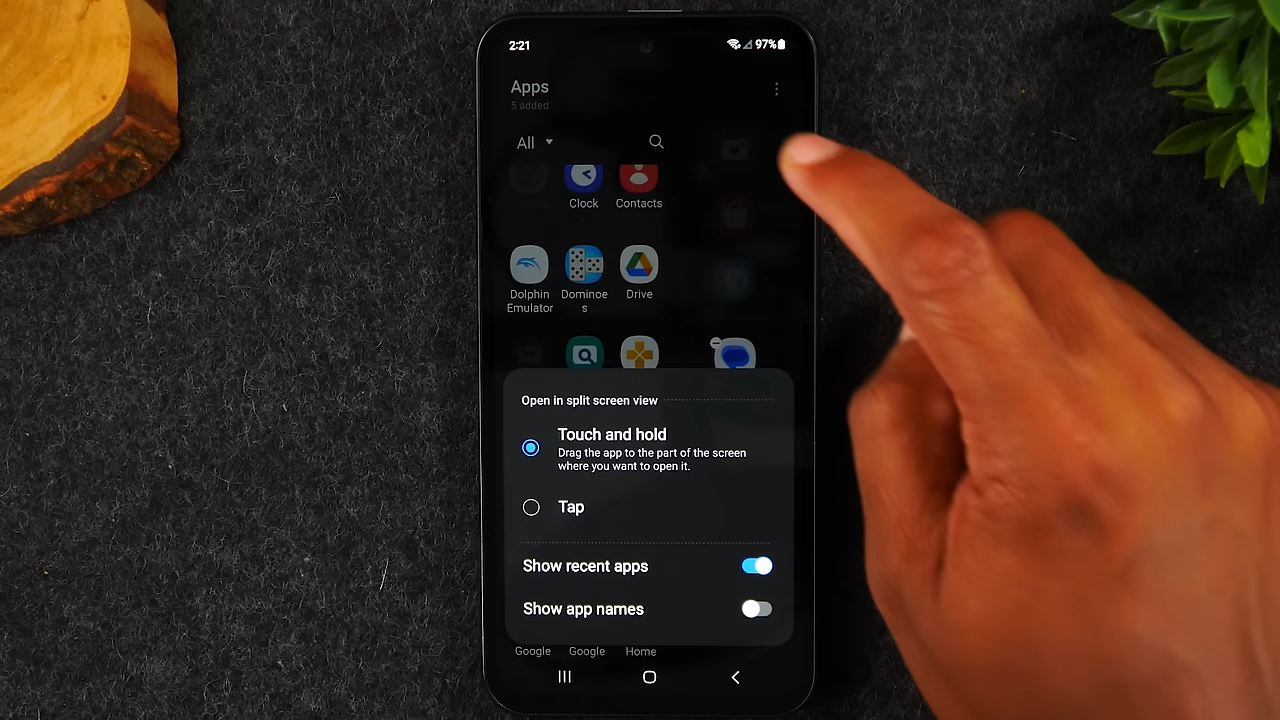 2:21
97%
Apps
5 added
All
Clock
Contacts
Dolphin
Emulator
Dominoe
s
Drive
Open in split screen view
Touch and hold
Drag the app to the part of the screen
where you want to open it.
Tap
Show recent apps
Show app names
Google
Google
Home